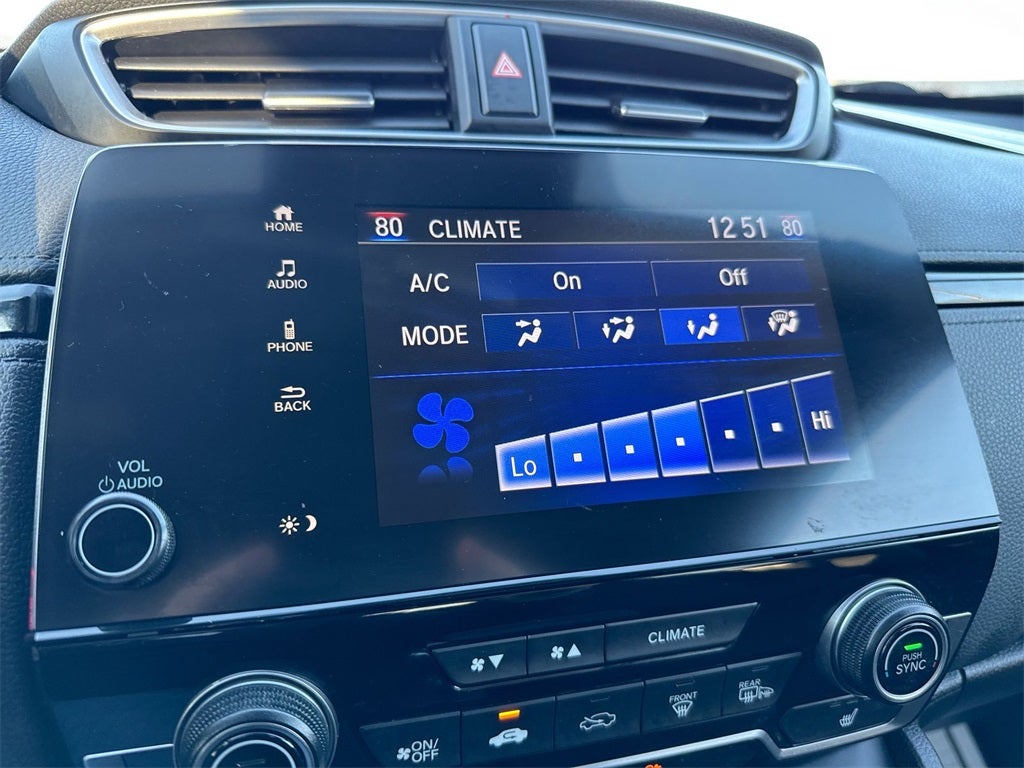 HOME
AUDIO
PHONE
BACK
VOL
AUDIO
80 CLIMATE 12:51 80
A/C On Off
MODE
Lo Hi
CLIMATE
PUSH
SYNC
FRONT
REAR
ON/
OFF